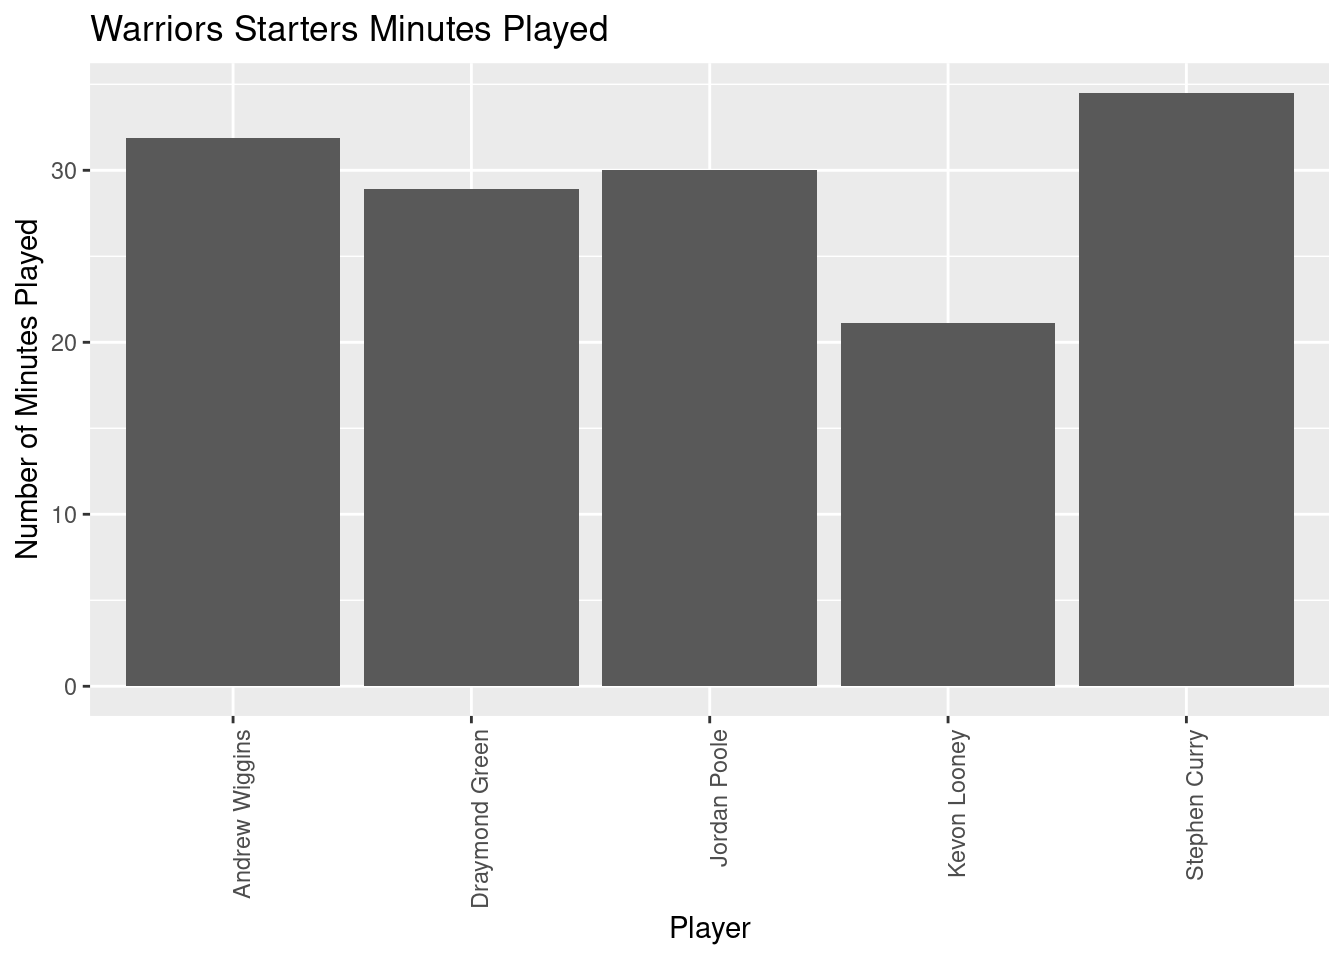 Warriors Starters Minutes Played
Number of Minutes Played
30
20
10
0
Andrew Wiggins
Draymond Green
Jordan Poole
Kevon Looney
Stephen Curry
Player